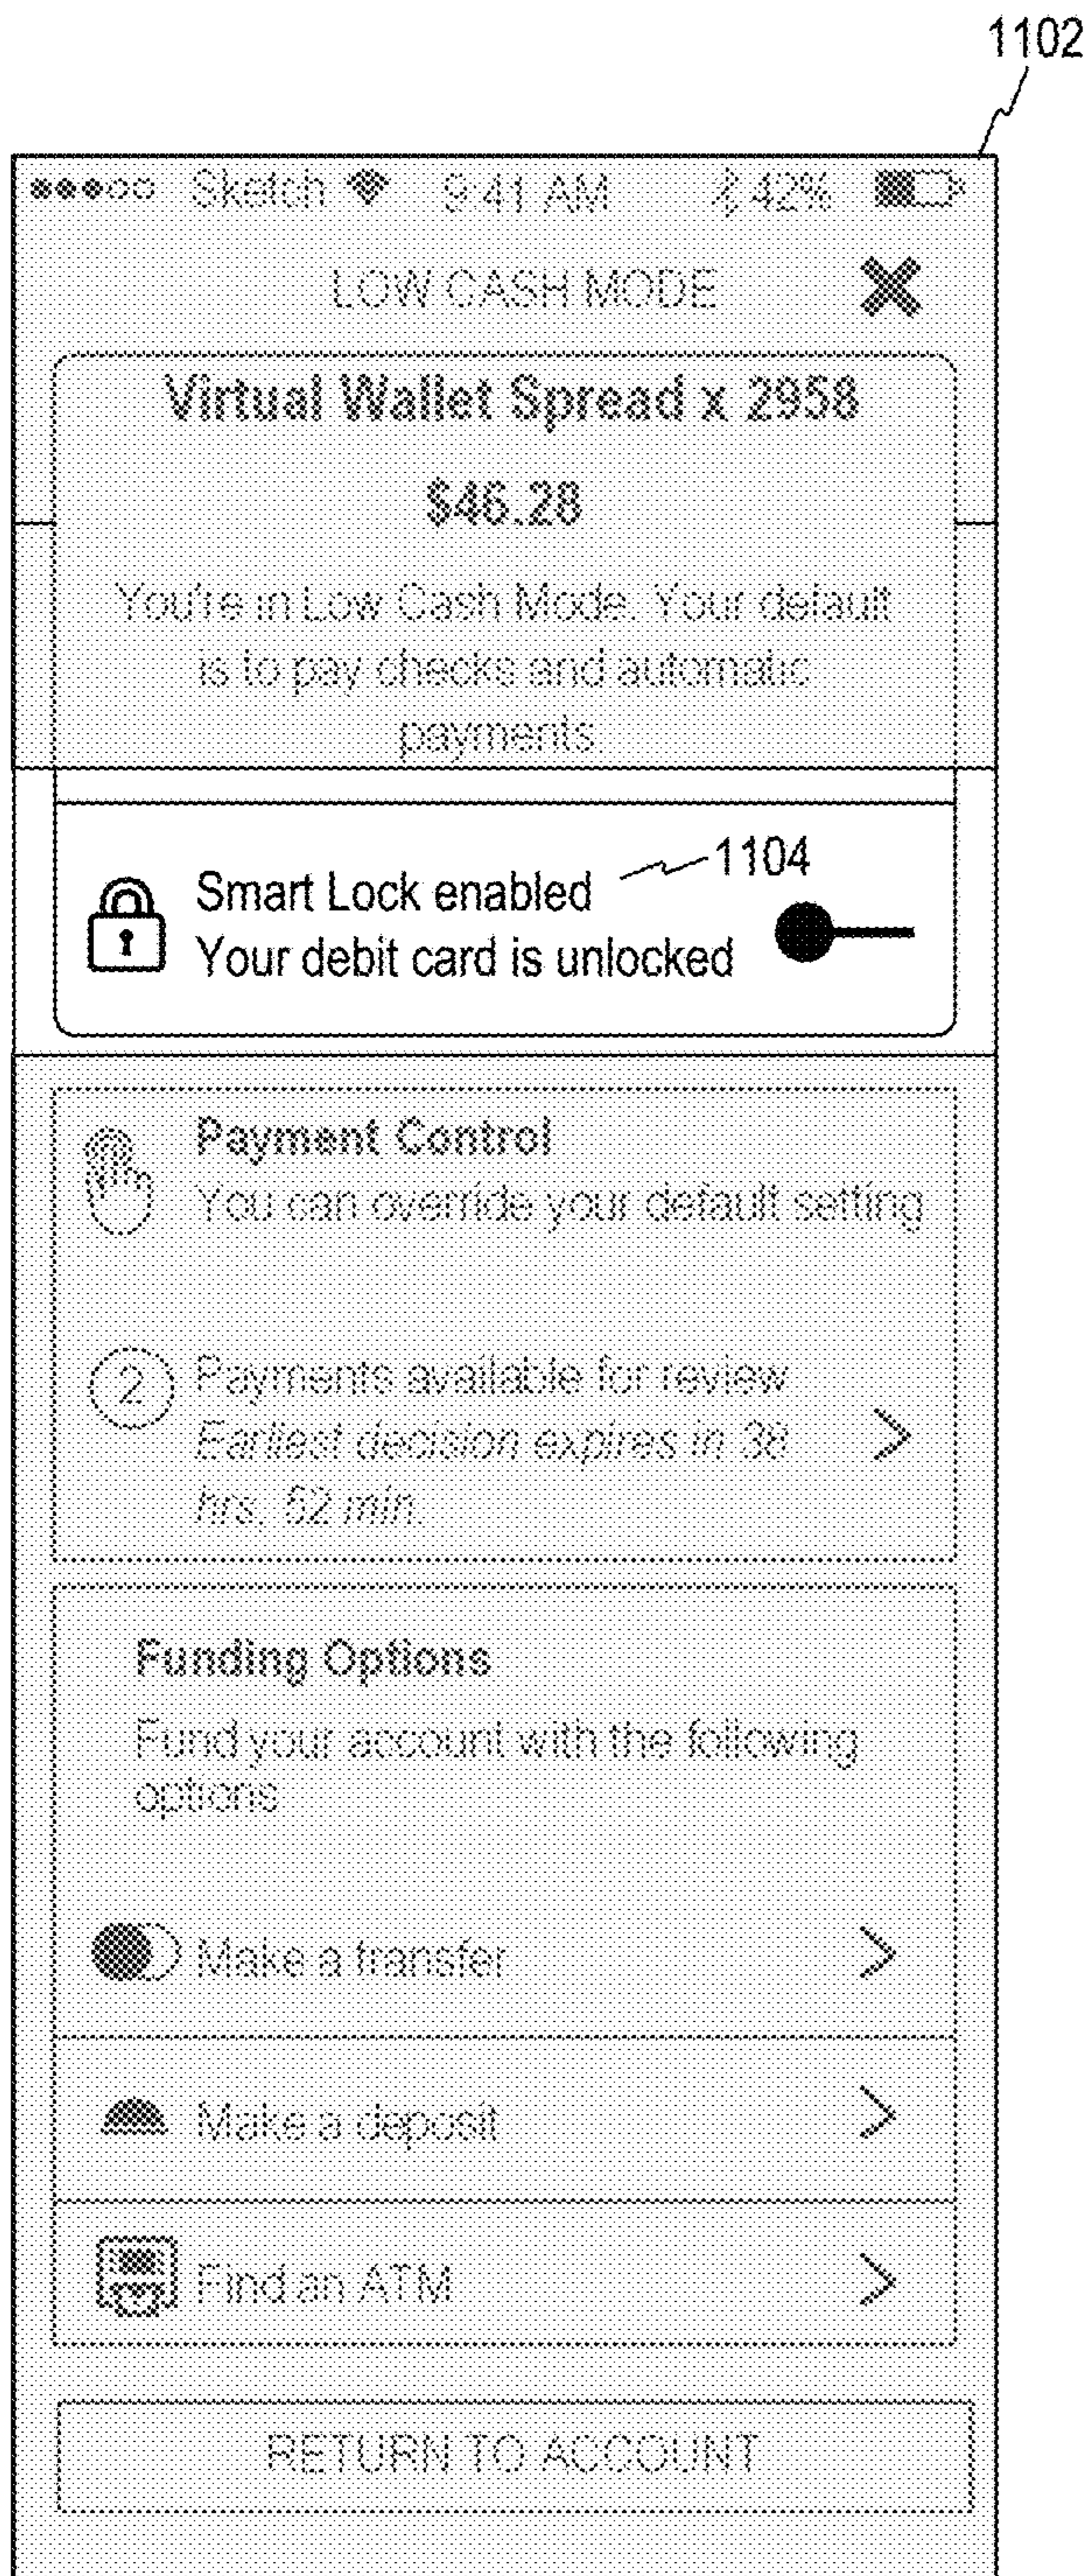 1102
Sketch 9:41 AM 42%
LOW CASH MODE
Virtual Wallet Spread x 2958
$46.28
You're in Low Cash Mode. Your default
is to pay checks and automatic
payments.
Smart Lock enabled 1104
Your debit card is unlocked
Payment Control
You can override your default setting
2 Payments available for review
Earliest decision expires in 38
hrs, 52 min.
Funding Options
Fund your account with the following
options
Make a transfer
Make a deposit
Find an ATM
RETURN TO ACCOUNT